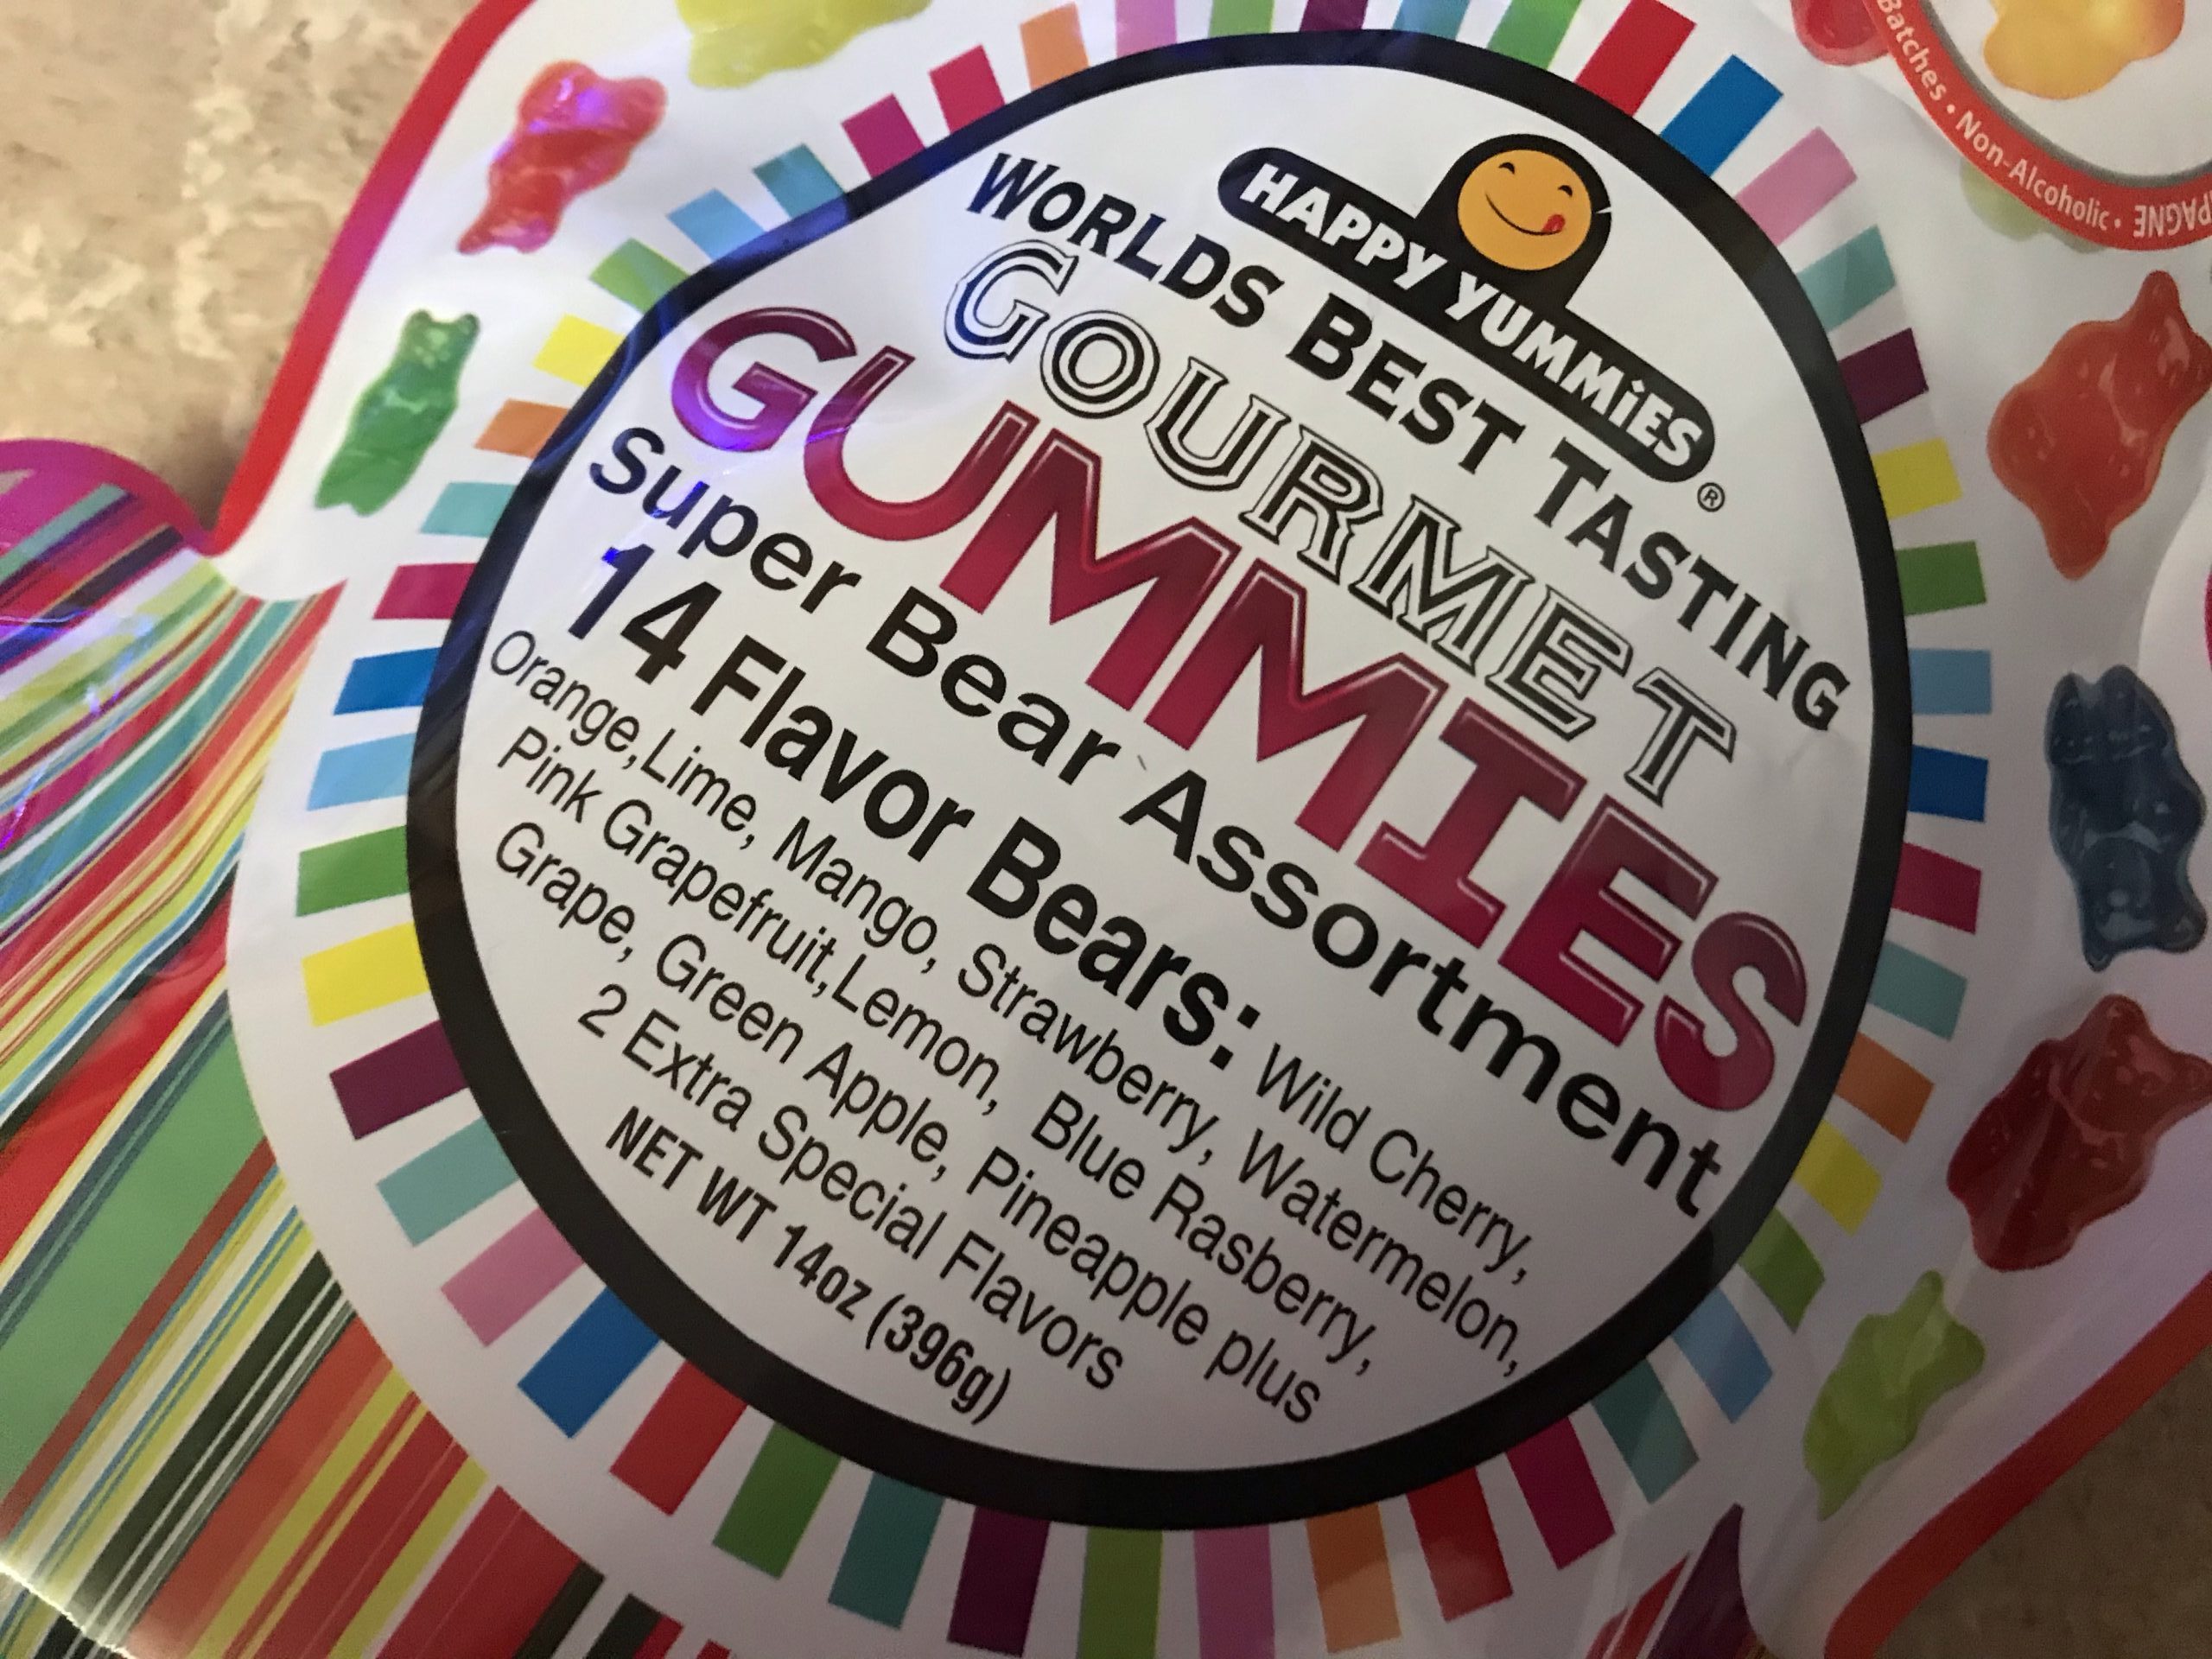 HAPPY YUMMiES®
WORLDS BEST TASTING
GOURMET
GUMMIES
Super Bear Assortment
14 Flavor Bears: Wild Cherry,
Orange,Lime, Mango, Strawberry, Watermelon,
Pink Grapefruit,Lemon, Blue Rasberry,
Grape, Green Apple, Pineapple plus
2 Extra Special Flavors
NET WT 14oz (396g)
Batches • Non-Alcoholic •